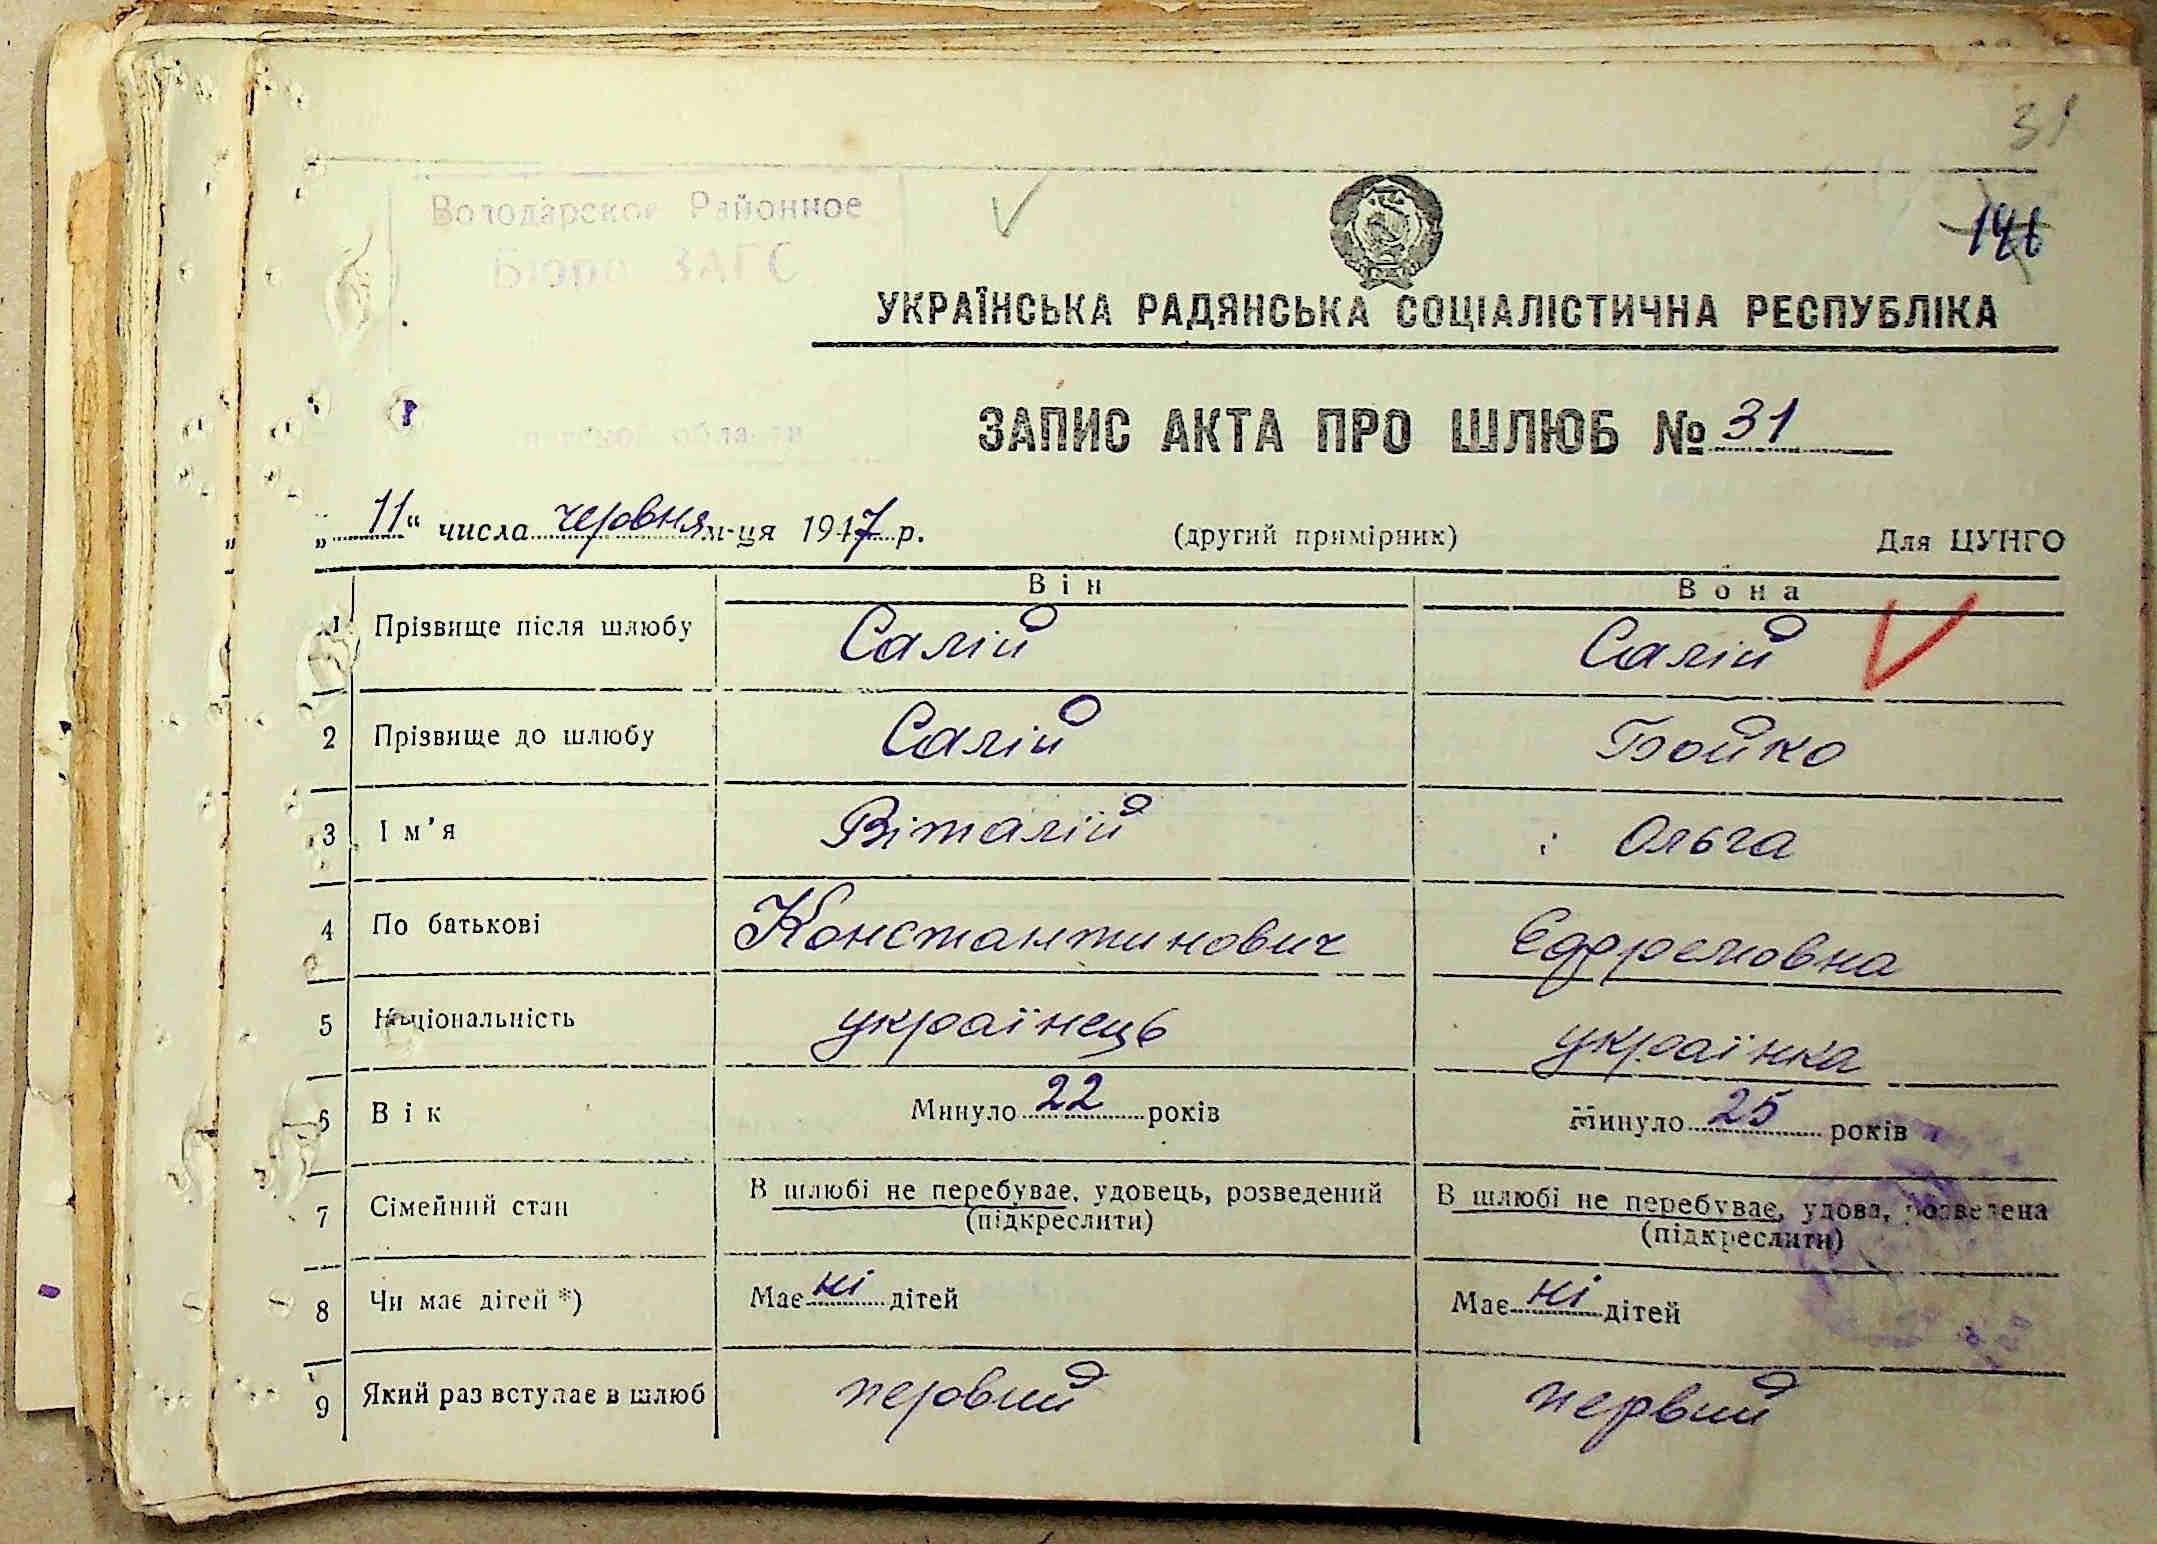 31
Володарское Районное
Бюро ЗАГС
146
УКРАЇНСЬКА РАДЯНСЬКА СОЦІАЛІСТИЧНА РЕСПУБЛІКА
ЗАПИС АКТА ПРО ШЛЮБ № 31
области
„11“ числа червня м-ця 1947 р. (другий примірник) Для ЦУНГО
Він Вона
1 Прізвище після шлюбу Салій Салій
2 Прізвище до шлюбу Салій Бойко
3 Ім’я Віталій Ольга
4 По батькові Константинович Єфремовна
5 Національність українець українка
6 Вік Минуло 22 років Минуло 25 років
7 Сімейний стан В шлюбі не перебуває, удовець, розведений В шлюбі не перебуває, удова, розведена
(підкреслити) (підкреслити)
8 Чи має дітей *) Має ні дітей Має ні дітей
9 Який раз вступає в шлюб первий первий